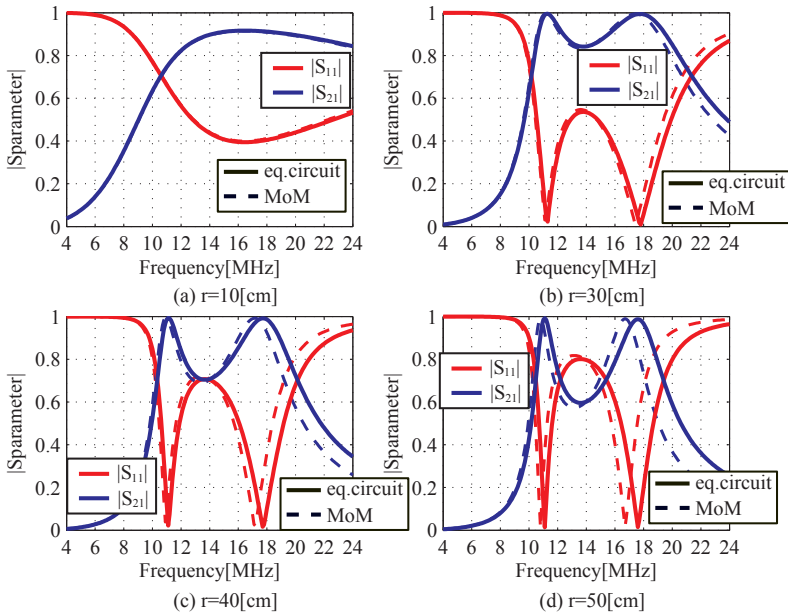 |Sparameter|
1
0.8
0.6
0.4
0.2
0
|S11|
|S21|
eq.circuit
MoM
4 6 8 10 12 14 16 18 20 22 24
Frequency[MHz]
(a) r=10[cm]
|Sparameter|
1
0.8
0.6
0.4
0.2
0
|S11|
|S21|
eq.circuit
MoM
4 6 8 10 12 14 16 18 20 22 24
Frequency[MHz]
(b) r=30[cm]
|Sparameter|
1
0.8
0.6
0.4
0.2
0
|S11|
|S21|
eq.circuit
MoM
4 6 8 10 12 14 16 18 20 22 24
Frequency[MHz]
(c) r=40[cm]
|Sparameter|
1
0.8
0.6
0.4
0.2
0
|S11|
|S21|
eq.circuit
MoM
4 6 8 10 12 14 16 18 20 22 24
Frequency[MHz]
(d) r=50[cm]